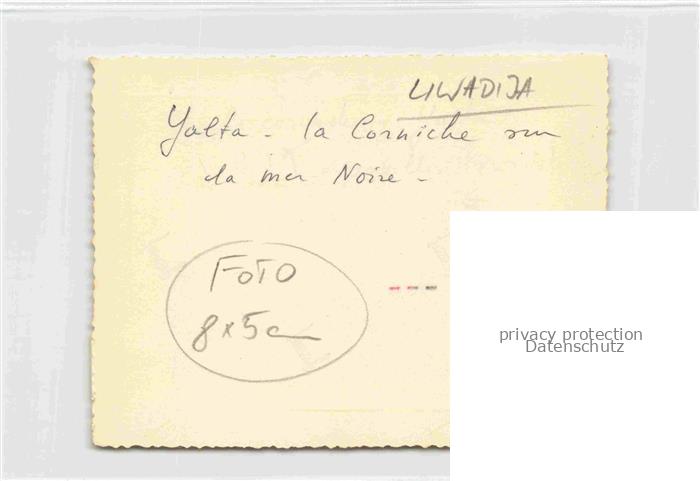 LIWADIJA
Yalta - la Corniche sur
la mer Noire -
FOTO
8x5cm
privacy protection
Datenschutz